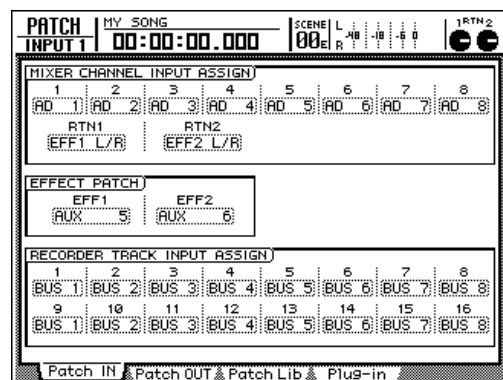 PATCH MY SONG SCENE L 1RTN2
INPUT 1 00:00:00.000 00E R -48 -18 -6 0
MIXER CHANNEL INPUT ASSIGN
1 2 3 4 5 6 7 8
AD 1 AD 2 AD 3 AD 4 AD 5 AD 6 AD 7 AD 8
RTN1 RTN2
EFF1 L/R EFF2 L/R
EFFECT PATCH
EFF1 EFF2
AUX 5 AUX 6
RECORDER TRACK INPUT ASSIGN
1 2 3 4 5 6 7 8
BUS 1 BUS 2 BUS 3 BUS 4 BUS 5 BUS 6 BUS 7 BUS 8
9 10 11 12 13 14 15 16
BUS 1 BUS 2 BUS 3 BUS 4 BUS 5 BUS 6 BUS 7 BUS 8
Patch IN Patch OUT Patch Lib Plug-in